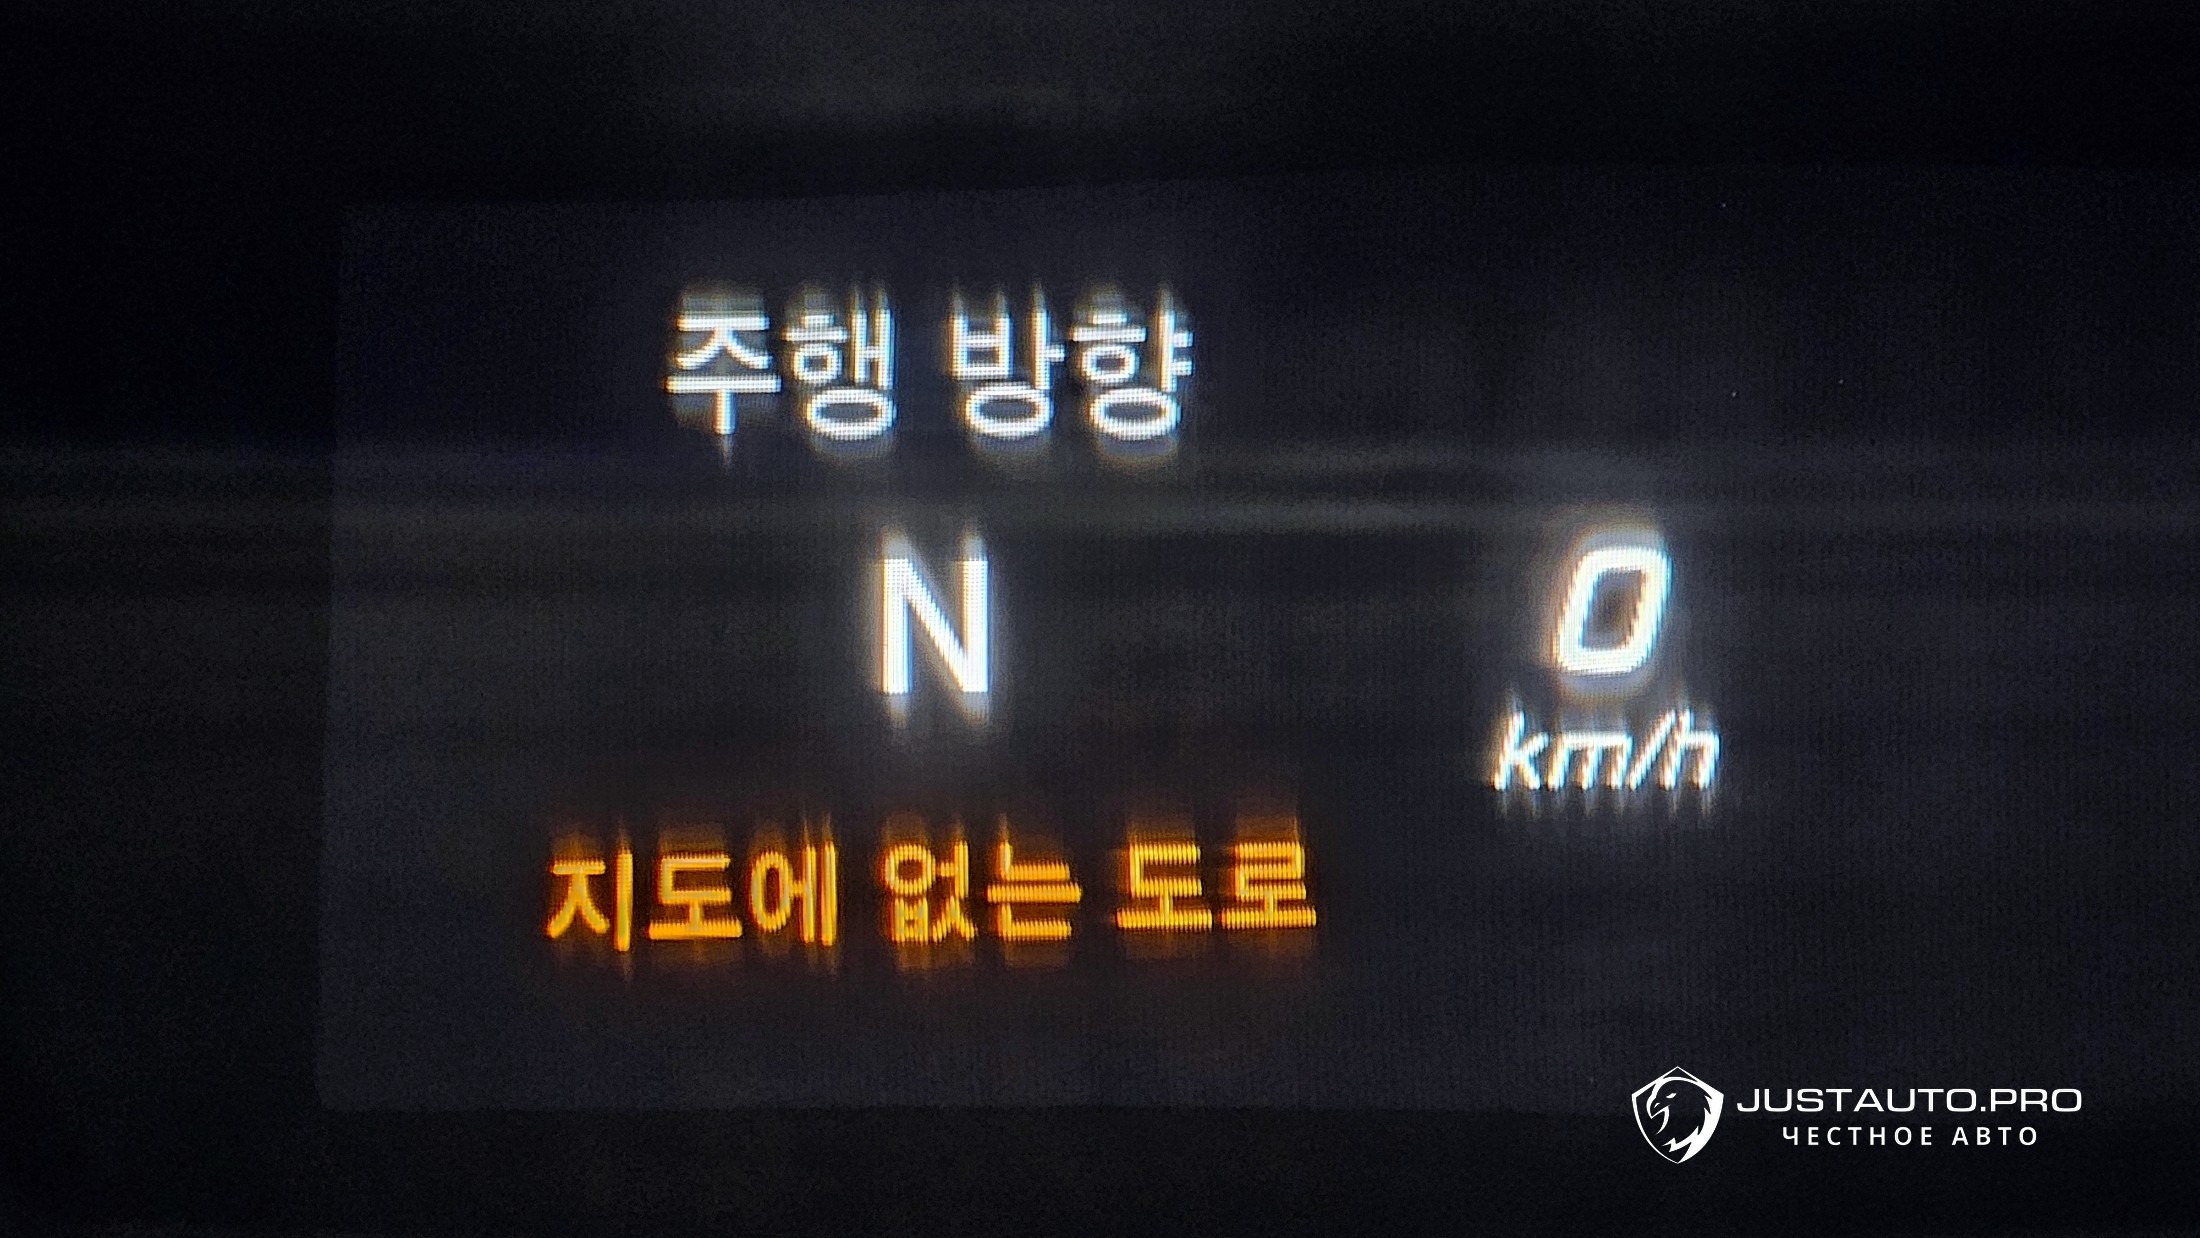 주행 방향
N
0
km/h
지도에 없는 도로
JUSTAUTO.PRO
ЧЕСТНОЕ АВТО